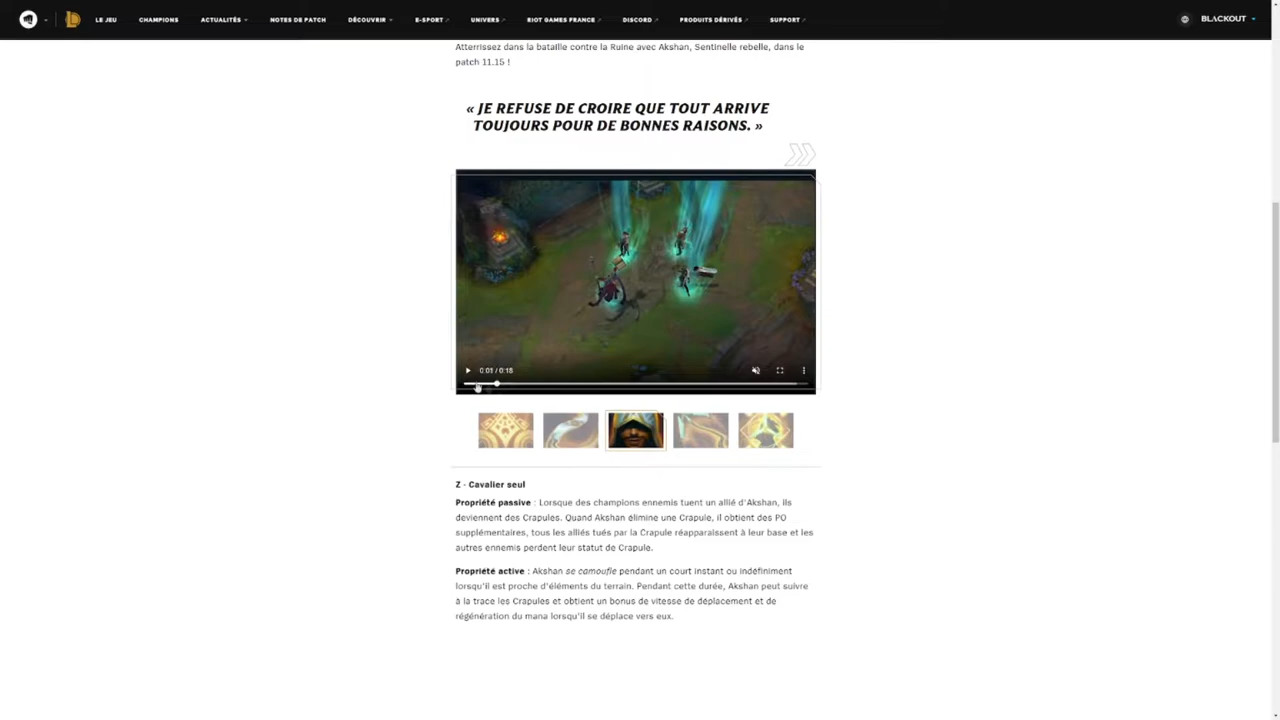 LE JEU CHAMPIONS ACTUALITÉS NOTES DE PATCH DÉCOUVRIR E-SPORT UNIVERS RIOT GAMES FRANCE DISCORD PRODUITS DÉRIVÉS SUPPORT BLACKOUT
Atterrissez dans la bataille contre la Ruine avec Akshan, Sentinelle rebelle, dans le
patch 11.15 !
« JE REFUSE DE CROIRE QUE TOUT ARRIVE
TOUJOURS POUR DE BONNES RAISONS. »
0:01 / 0:18
Z - Cavalier seul
Propriété passive : Lorsque des champions ennemis tuent un allié d'Akshan, ils
deviennent des Crapules. Quand Akshan élimine une Crapule, il obtient des PO
supplémentaires, tous les alliés tués par la Crapule réapparaissent à leur base et les
autres ennemis perdent leur statut de Crapule.
Propriété active : Akshan se camoufle pendant un court instant ou indéfiniment
lorsqu'il est proche d'éléments du terrain. Pendant cette durée, Akshan peut suivre
à la trace les Crapules et obtient un bonus de vitesse de déplacement et de
régénération du mana lorsqu'il se déplace vers eux.